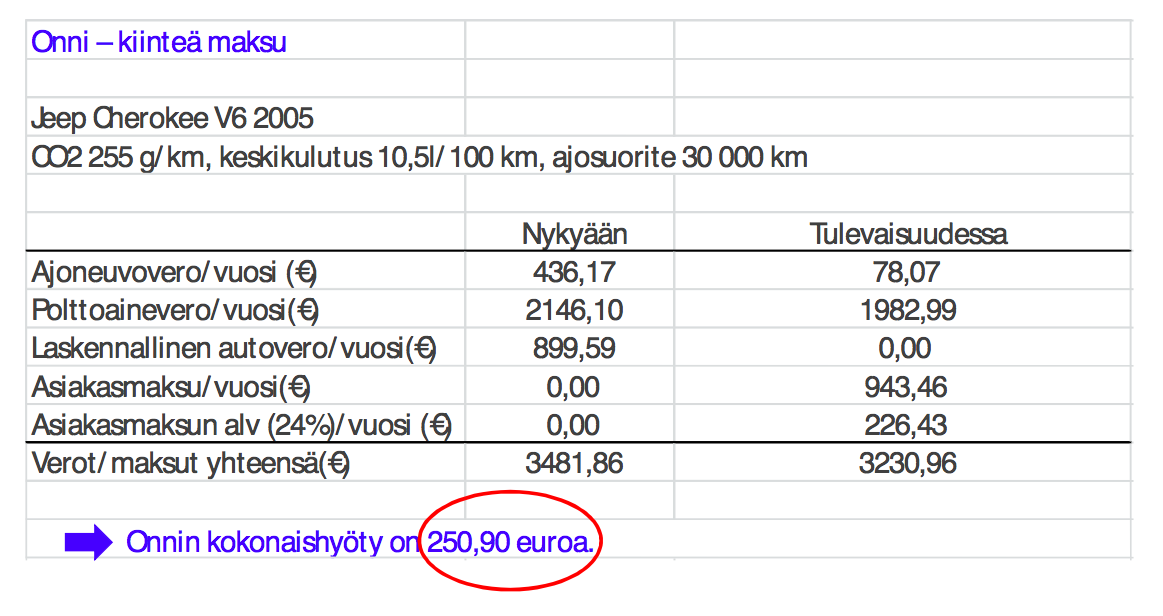 Onni – kiinteä maksu
Jeep Cherokee V6 2005
CO2 255 g/km, keskikulutus 10,5l/100 km, ajosuorite 30 000 km
Nykyään Tulevaisuudessa
Ajoneuvovero/vuosi (€) 436,17 78,07
Polttoainevero/vuosi(€) 2146,10 1982,99
Laskennallinen autovero/vuosi(€) 899,59 0,00
Asiakasmaksu/vuosi(€) 0,00 943,46
Asiakasmaksun alv (24%)/vuosi (€) 0,00 226,43
Verot/maksut yhteensä(€) 3481,86 3230,96
Onnin kokonaishyöty on 250,90 euroa.